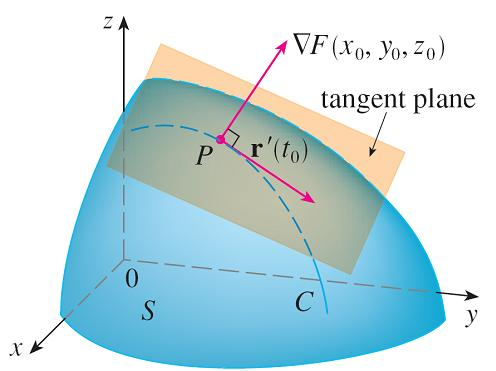 z
∇F(x₀, y₀, z₀)
tangent plane
P
r′(t₀)
0
S
C
y
x